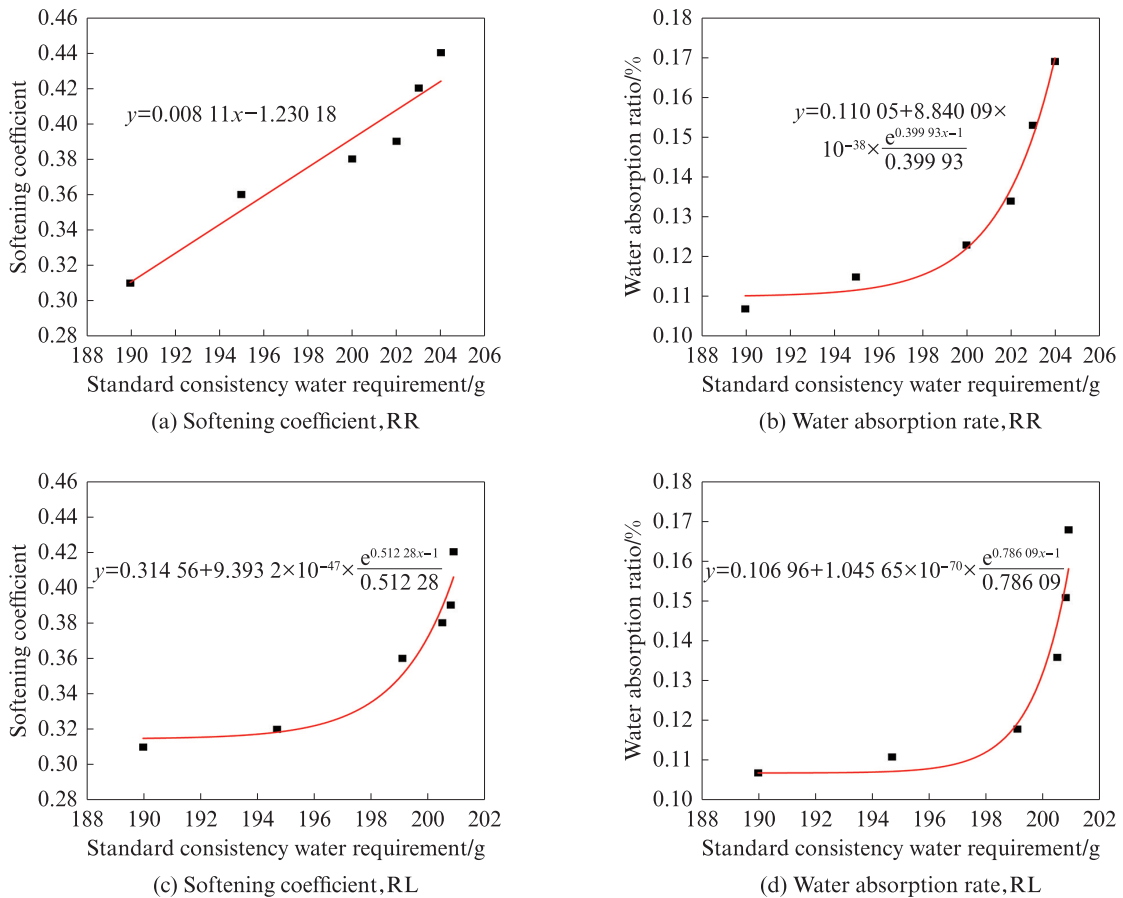 0.46
0.44
0.42
0.40
0.38
0.36
0.34
0.32
0.30
0.28
Softening coefficient
y=0.008 11x−1.230 18
188 190 192 194 196 198 200 202 204 206
Standard consistency water requirement/g
(a) Softening coefficient,RR
0.18
0.17
0.16
0.15
0.14
0.13
0.12
0.11
0.10
Water absorption ratio/%
y=0.110 05+8.840 09×
10⁻³⁸× e^{0.399 93x−1}
0.399 93
188 190 192 194 196 198 200 202 204 206
Standard consistency water requirement/g
(b) Water absorption rate,RR
0.46
0.44
0.42
0.40
0.38
0.36
0.34
0.32
0.30
0.28
Softening coefficient
y=0.314 56+9.393 2×10⁻⁴⁷× e^{0.512 28x−1}
0.512 28
188 190 192 194 196 198 200 202
Standard consistency water requirement/g
(c) Softening coefficient,RL
0.18
0.17
0.16
0.15
0.14
0.13
0.12
0.11
0.10
Water absorption ratio/%
y=0.106 96+1.045 65×10⁻⁷⁰× e^{0.786 09x−1}
0.786 09
188 190 192 194 196 198 200 202
Standard consistency water requirement/g
(d) Water absorption rate,RL